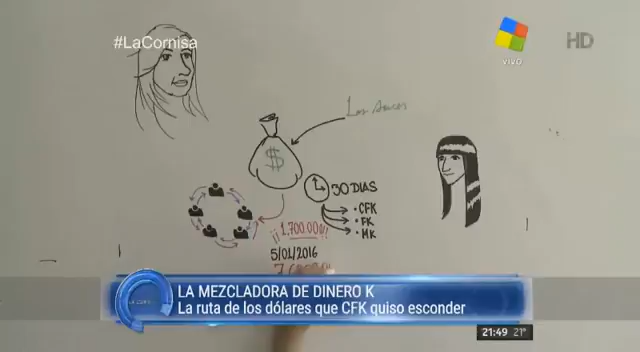 #LaCornisa
VIVO
HD
Los Sauces
$
30 DIAS
• CFK
• FK
• MK
¡¡1.700.000!!
5/01/2016
LA MEZCLADORA DE DINERO K
La ruta de los dólares que CFK quiso esconder
21:49 21°